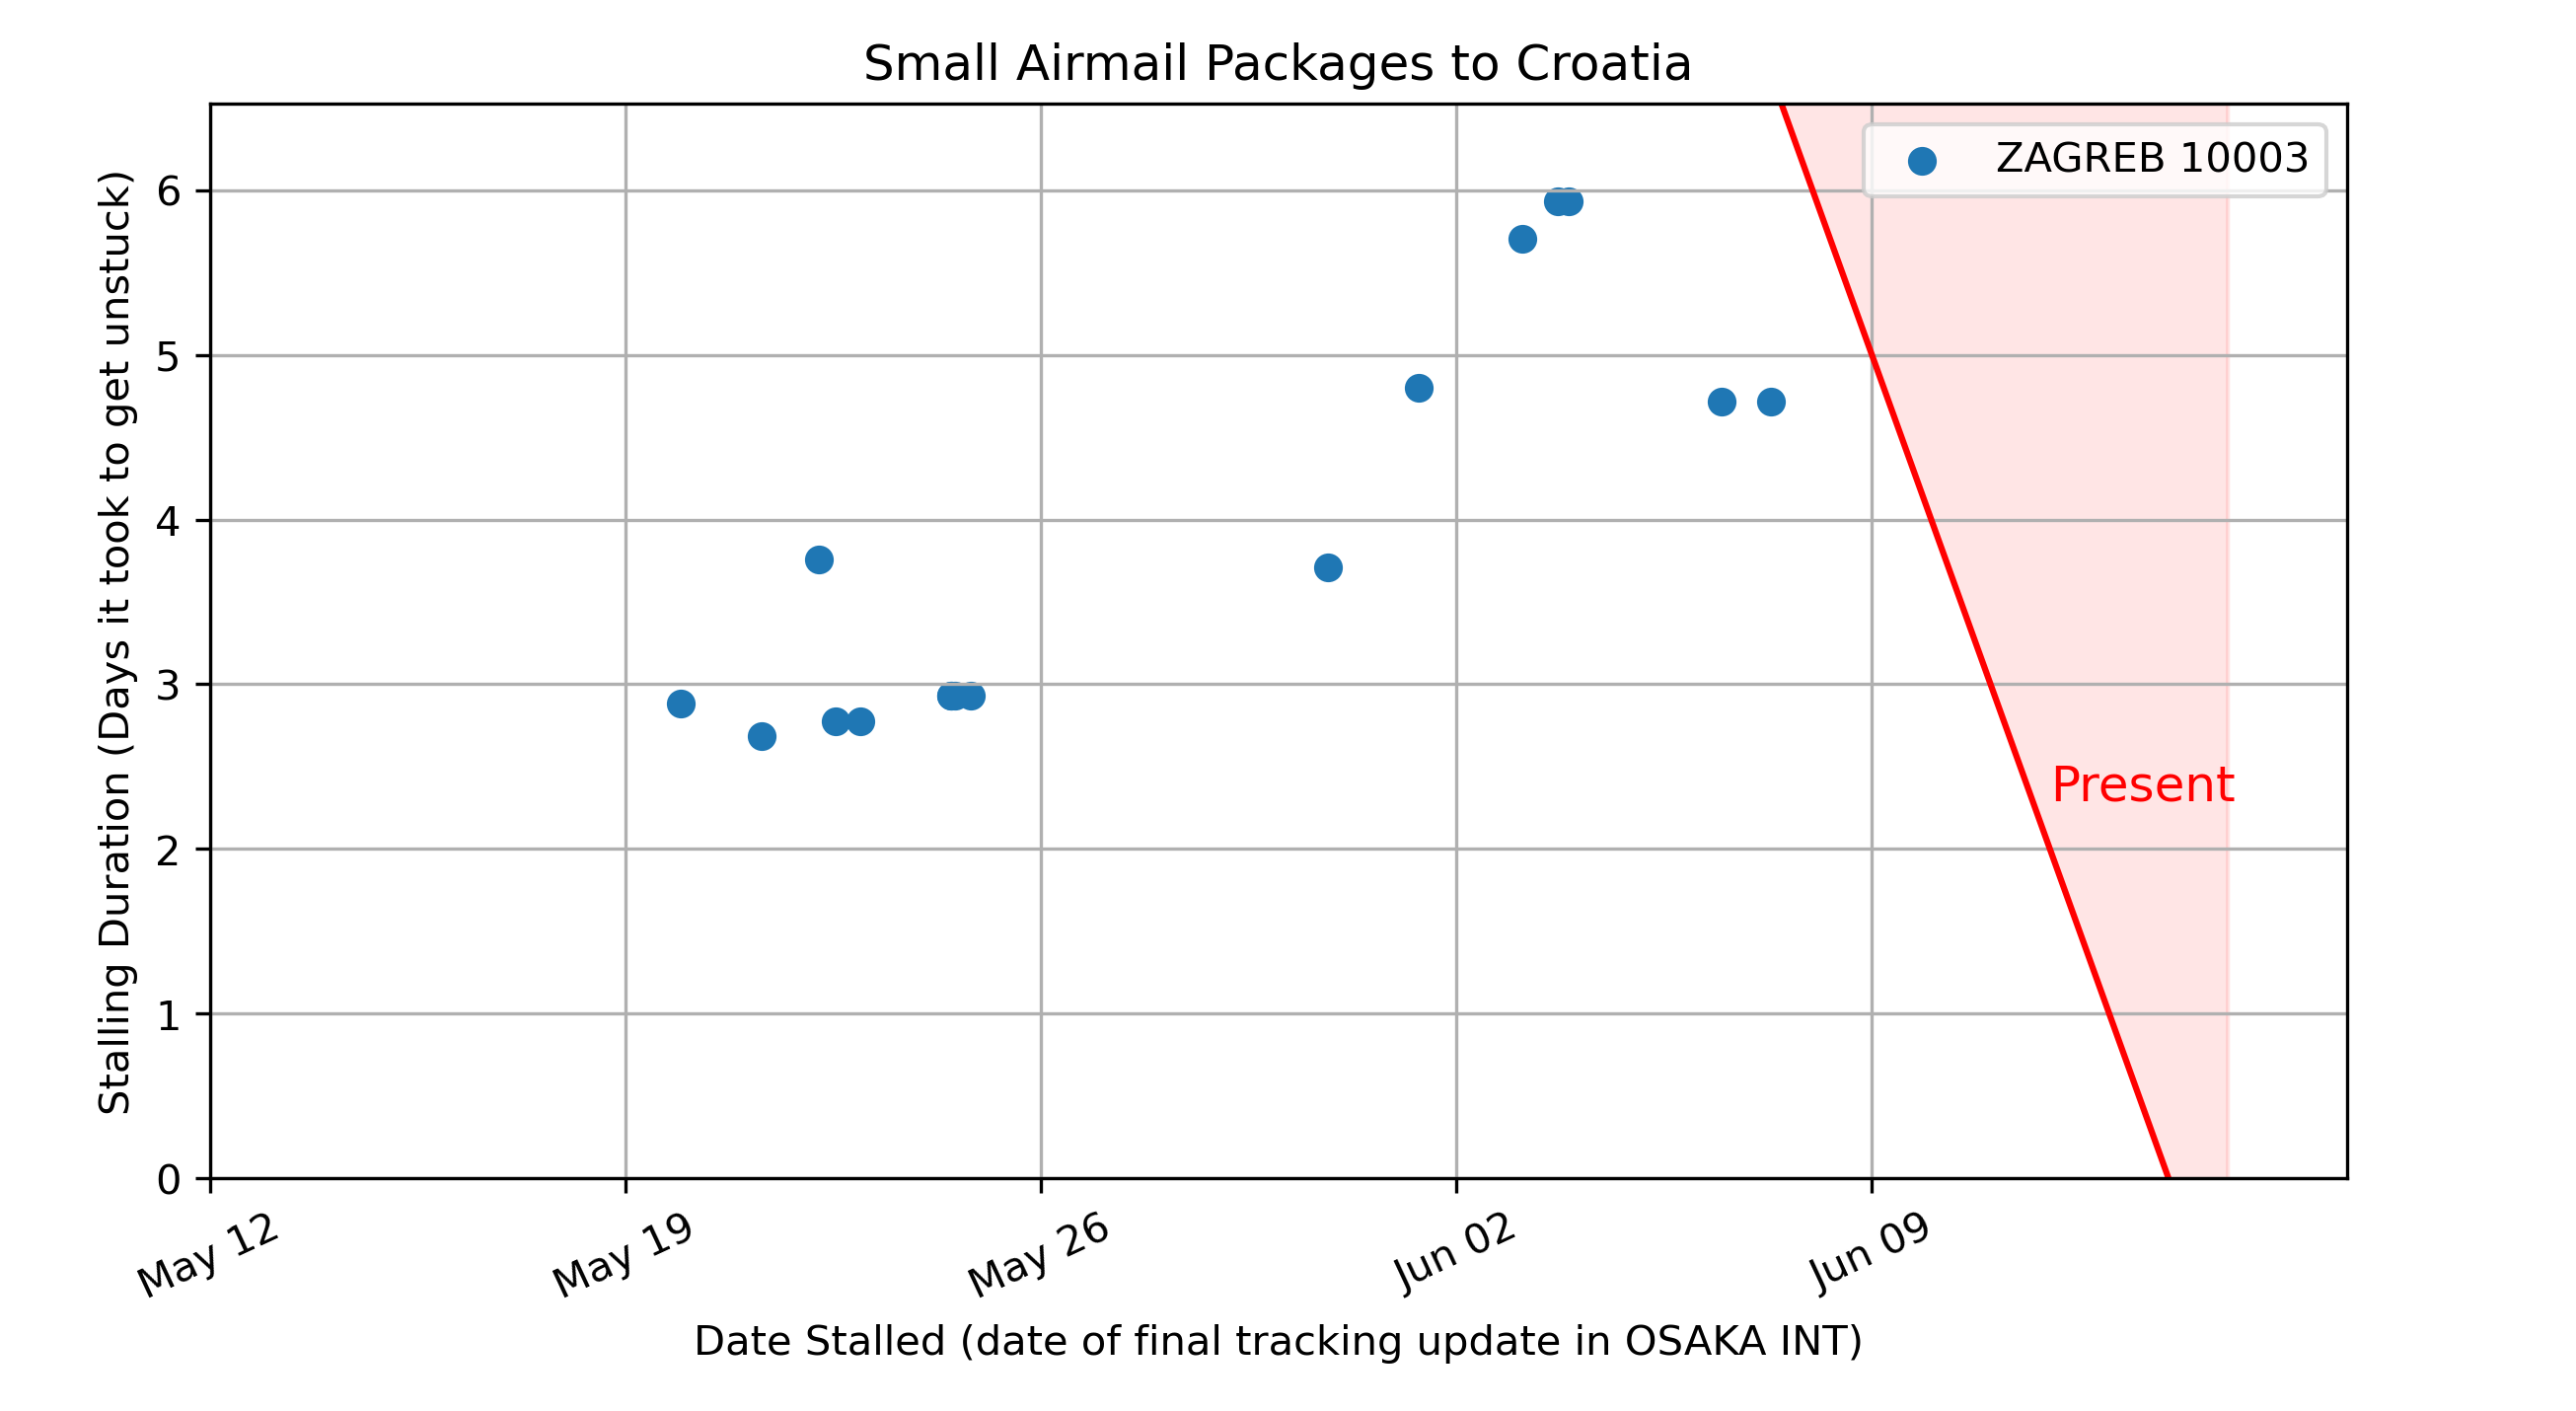 Small Airmail Packages to Croatia
ZAGREB 10003
Stalling Duration (Days it took to get unstuck)
6
5
4
3
2
1
0
Present
May 12
May 19
May 26
Jun 02
Jun 09
Date Stalled (date of final tracking update in OSAKA INT)